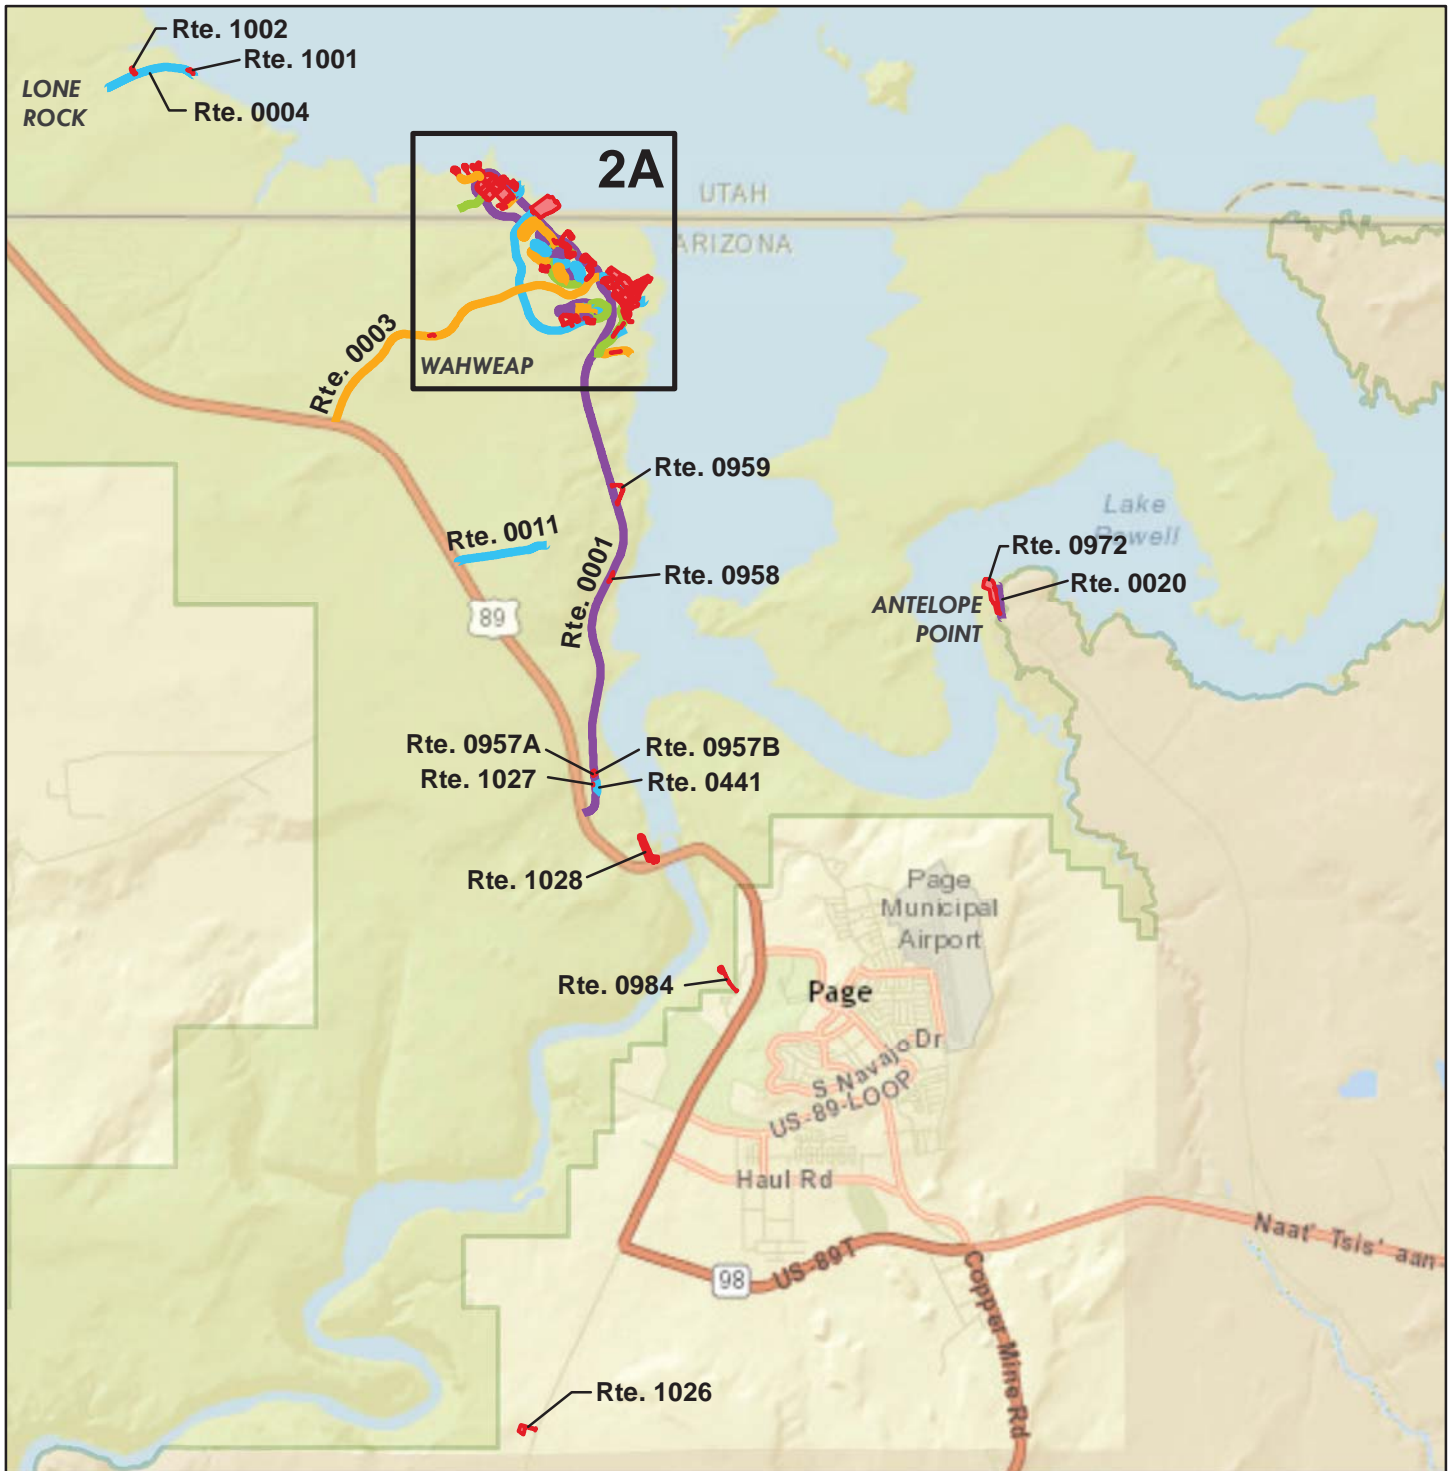 Rte. 1002
Rte. 1001
LONE
ROCK
Rte. 0004
2A
UTAH
ARIZONA
Rte. 0003
WAHWEAP
Rte. 0959
Lake
Powell
Rte. 0011
Rte. 0972
Rte. 0001
Rte. 0958
Rte. 0020
89
ANTELOPE
POINT
Rte. 0957A
Rte. 0957B
Rte. 1027
Rte. 0441
Rte. 1028
Page
Municipal
Airport
Rte. 0984
Page
S Navajo Dr
US-89-LOOP
Haul Rd
Naat' Tsis' aan
98
US-89T
Copper Mine Rd
Rte. 1026